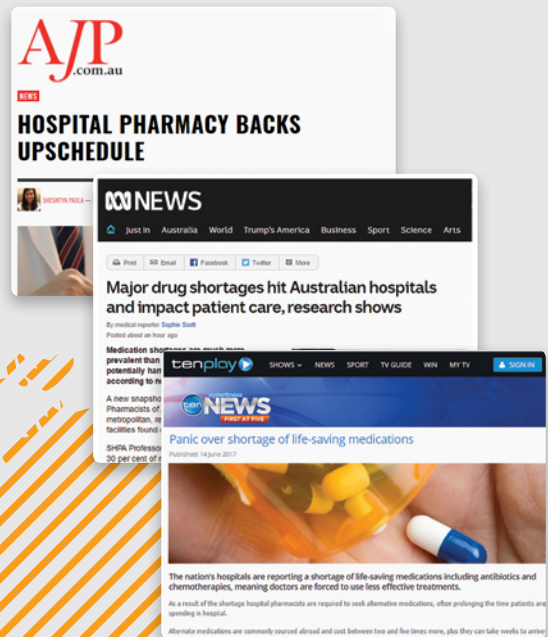 AJP
.com.au
NEWS
HOSPITAL PHARMACY BACKS
UPSCHEDULE
SHESHTYN PAOLA —
ABC NEWS
Just In Australia World Trump's America Business Sport Science Arts
Print Email Facebook Twitter More
Major drug shortages hit Australian hospitals
and impact patient care, research shows
By medical reporter Sophie Scott
Posted about an hour ago
Medication shortages are much more
prevalent than
potentially
according to
A new
Pharmacists of
metropolitan,
facilities found
SHPA
30 per cent of
tenplay
SHOWS NEWS SPORT TV GUIDE WIN MY TV SIGN IN
ten eyewitness
NEWS
FIRST AT FIVE
Panic over shortage of life-saving medications
Published: 14 June 2017
The nation's hospitals are reporting a shortage of life-saving medications including antibiotics and
chemotherapies, meaning doctors are forced to use less effective treatments.
As a result of the shortage hospital pharmacists are required to seek alternative medications, often prolonging the time patients are
spending in hospital.
Alternate medications are commonly sourced abroad and cost between two and five times more, plus they can take weeks to arrive